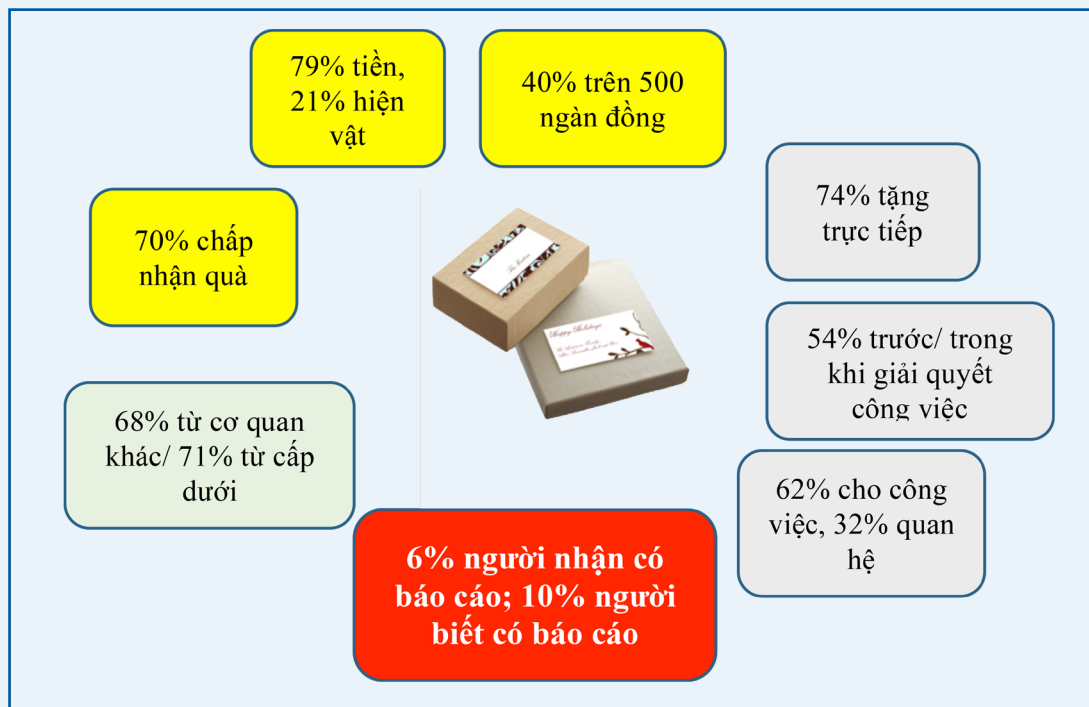 79% tiền,
21% hiện
vật
40% trên 500
ngàn đồng
74% tặng
trực tiếp
70% chấp
nhận quà
54% trước/ trong
khi giải quyết
công việc
68% từ cơ quan
khác/ 71% từ cấp
dưới
62% cho công
việc, 32% quan
hệ
6% người nhận có
báo cáo; 10% người
biết có báo cáo
Happy Holidays